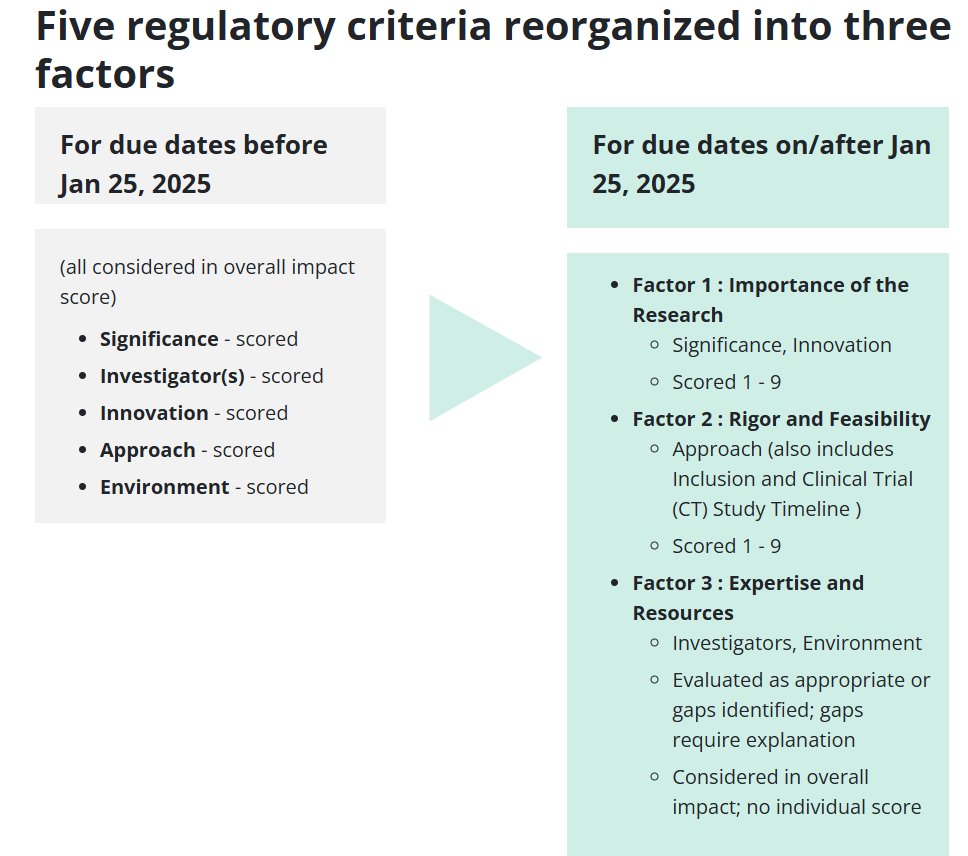 Five regulatory criteria reorganized into three
factors
For due dates before
Jan 25, 2025
(all considered in overall impact
score)
• Significance - scored
• Investigator(s) - scored
• Innovation - scored
• Approach - scored
• Environment - scored
For due dates on/after Jan
25, 2025
• Factor 1 : Importance of the
Research
○ Significance, Innovation
○ Scored 1 - 9
• Factor 2 : Rigor and Feasibility
○ Approach (also includes
Inclusion and Clinical Trial
(CT) Study Timeline )
○ Scored 1 - 9
• Factor 3 : Expertise and
Resources
○ Investigators, Environment
○ Evaluated as appropriate or
gaps identified; gaps
require explanation
○ Considered in overall
impact; no individual score